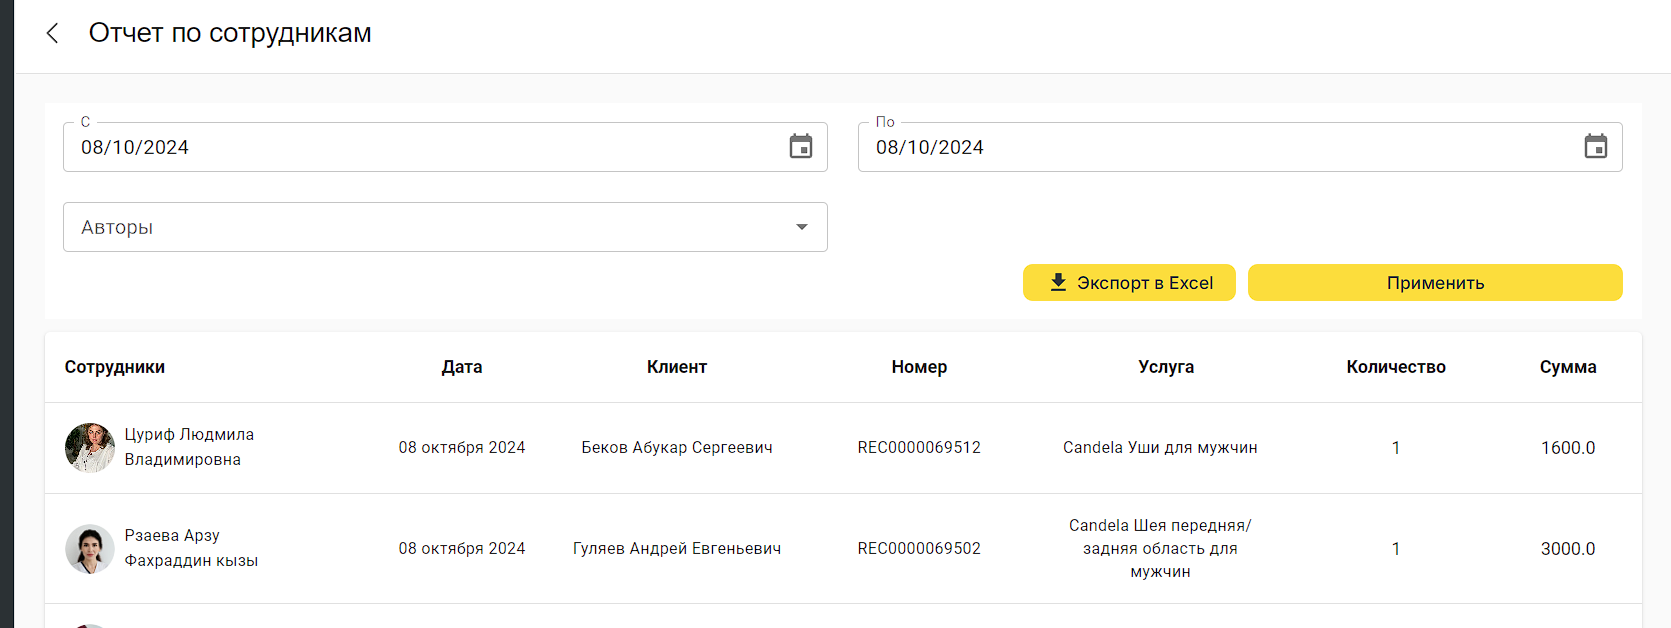 Отчет по сотрудникам
С
08/10/2024
По
08/10/2024
Авторы
Экспорт в Excel
Применить
Сотрудники Дата Клиент Номер Услуга Количество Сумма
Цуриф Людмила
Владимировна
08 октября 2024 Беков Абукар Сергеевич REC0000069512 Candela Уши для мужчин 1 1600.0
Рзаева Арзу
Фахраддин кызы
08 октября 2024 Гуляев Андрей Евгеньевич REC0000069502
Candela Шея передняя/
задняя область для
мужчин
1 3000.0